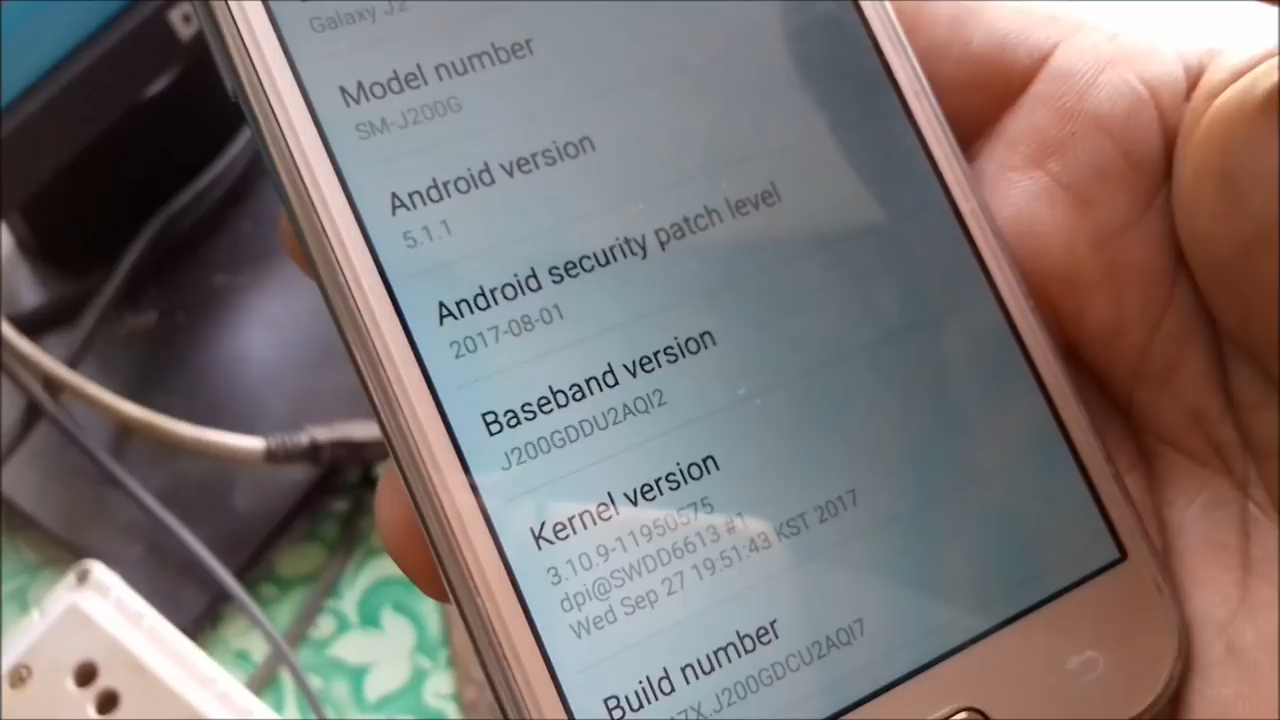 Galaxy J2
Model number
SM-J200G
Android version
5.1.1
Android security patch level
2017-08-01
Baseband version
J200GDDU2AQI2
Kernel version
3.10.9-11950575
dpi@SWDD6613 #1
Wed Sep 27 19:51:43 KST 2017
Build number
7X.J200GDCU2AQI7